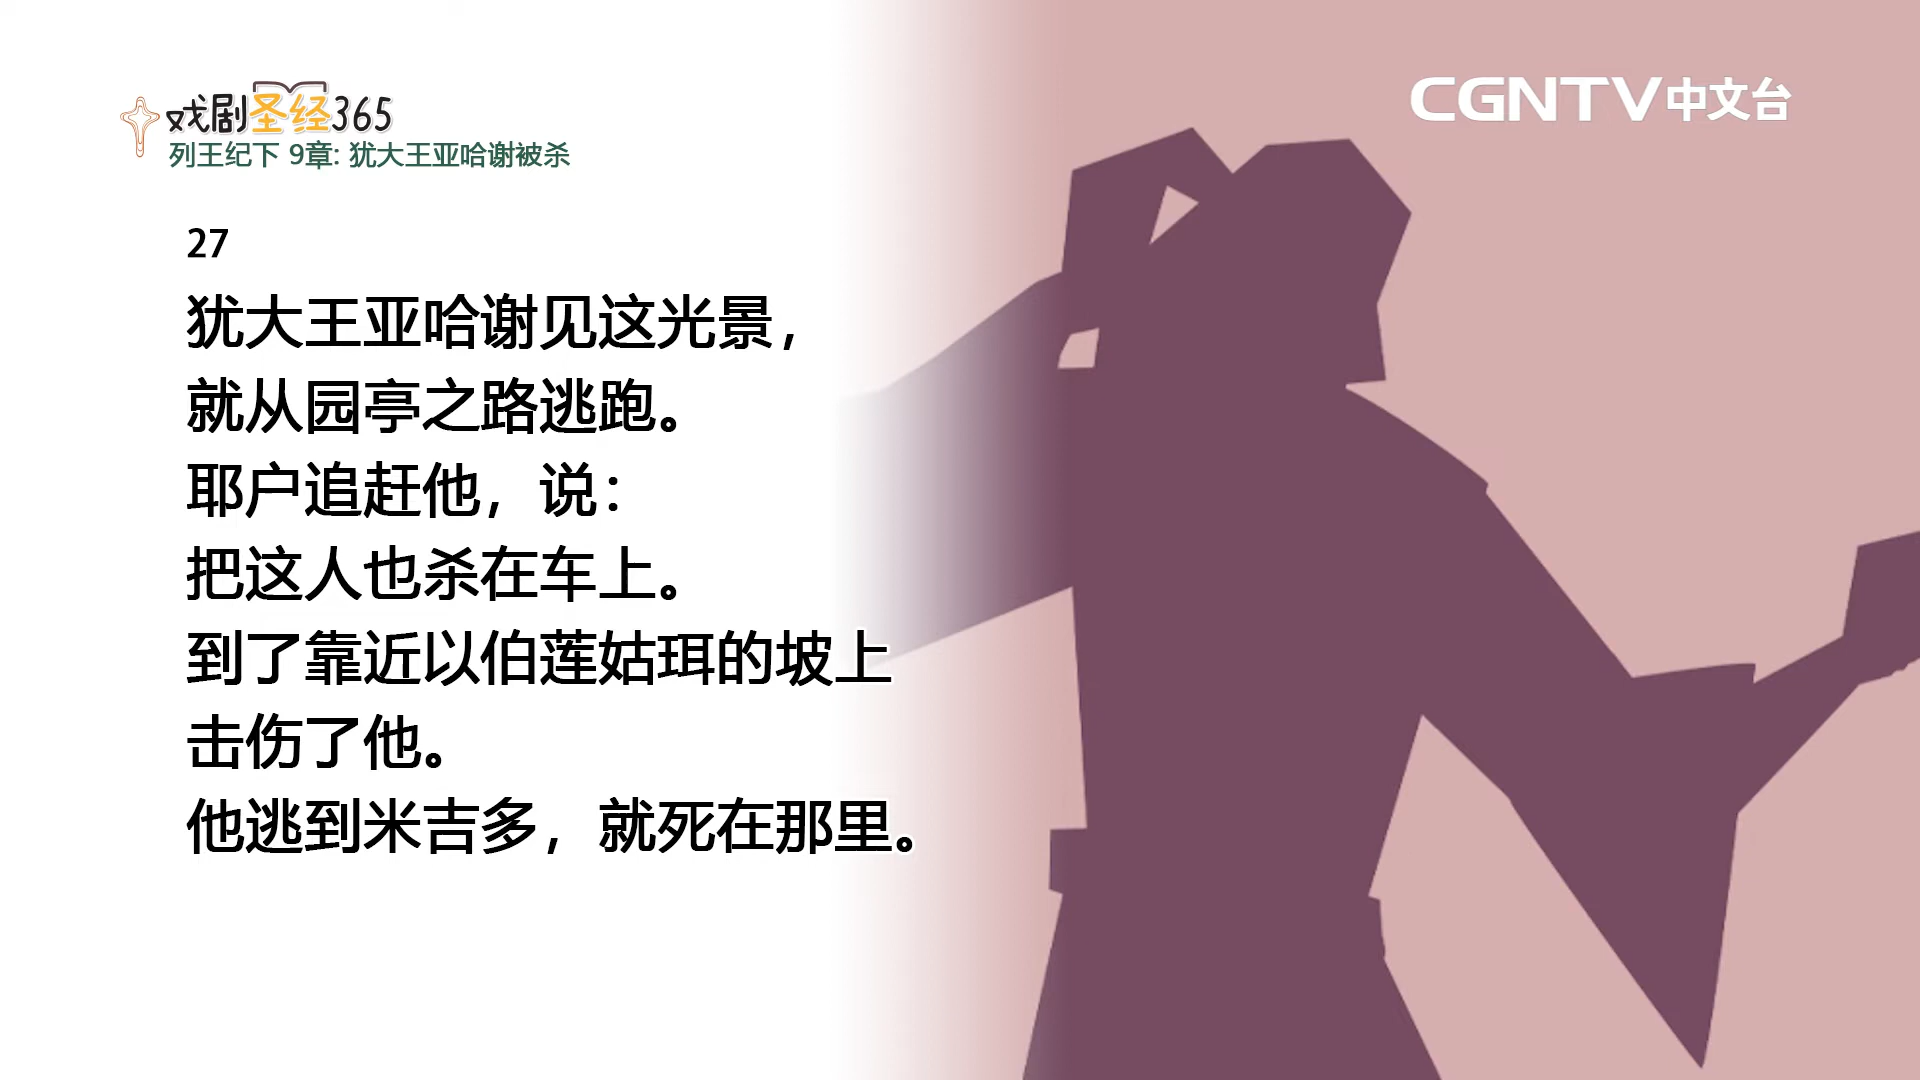 戏剧圣经365
CGNTV中文台
列王纪下 9章: 犹大王亚哈谢被杀
27
犹大王亚哈谢见这光景，
就从园亭之路逃跑。
耶户追赶他，说：
把这人也杀在车上。
到了靠近以伯莲姑珥的坡上
击伤了他。
他逃到米吉多，就死在那里。